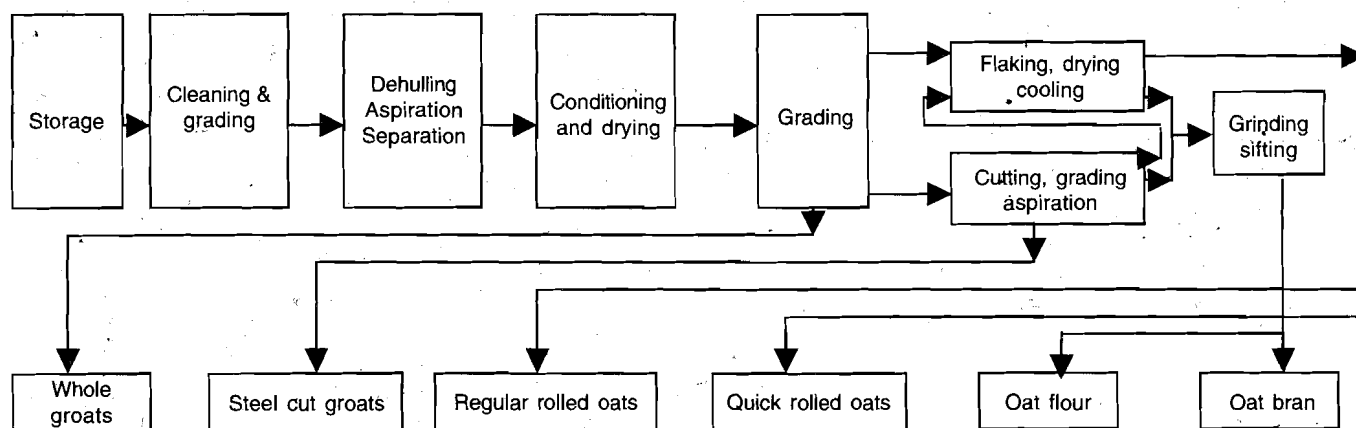 Storage
Cleaning &
grading
Dehulling
Aspiration
Separation
Conditioning
and drying
Grading
Flaking, drying
cooling
Cutting, grading
aspiration
Grinding
sifting
Whole
groats
Steel cut groats
Regular rolled oats
Quick rolled oats
Oat flour
Oat bran